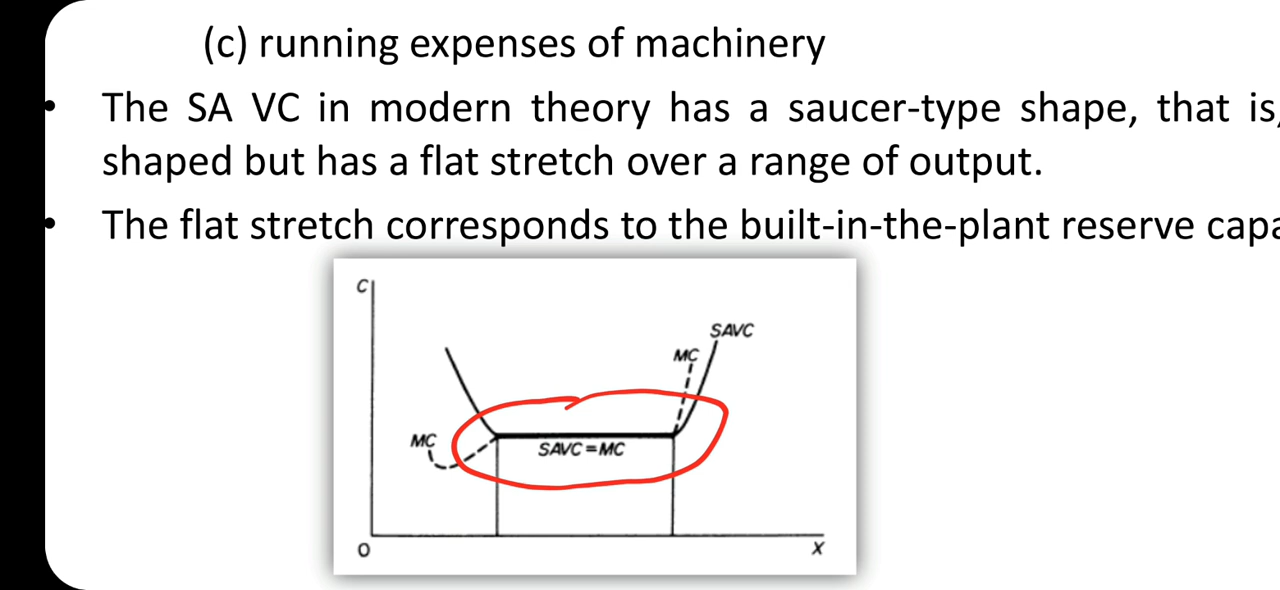 (c) running expenses of machinery
• The SA VC in modern theory has a saucer-type shape, that is,
shaped but has a flat stretch over a range of output.
• The flat stretch corresponds to the built-in-the-plant reserve
C
SAVC
MC
MC
SAVC = MC
O
X